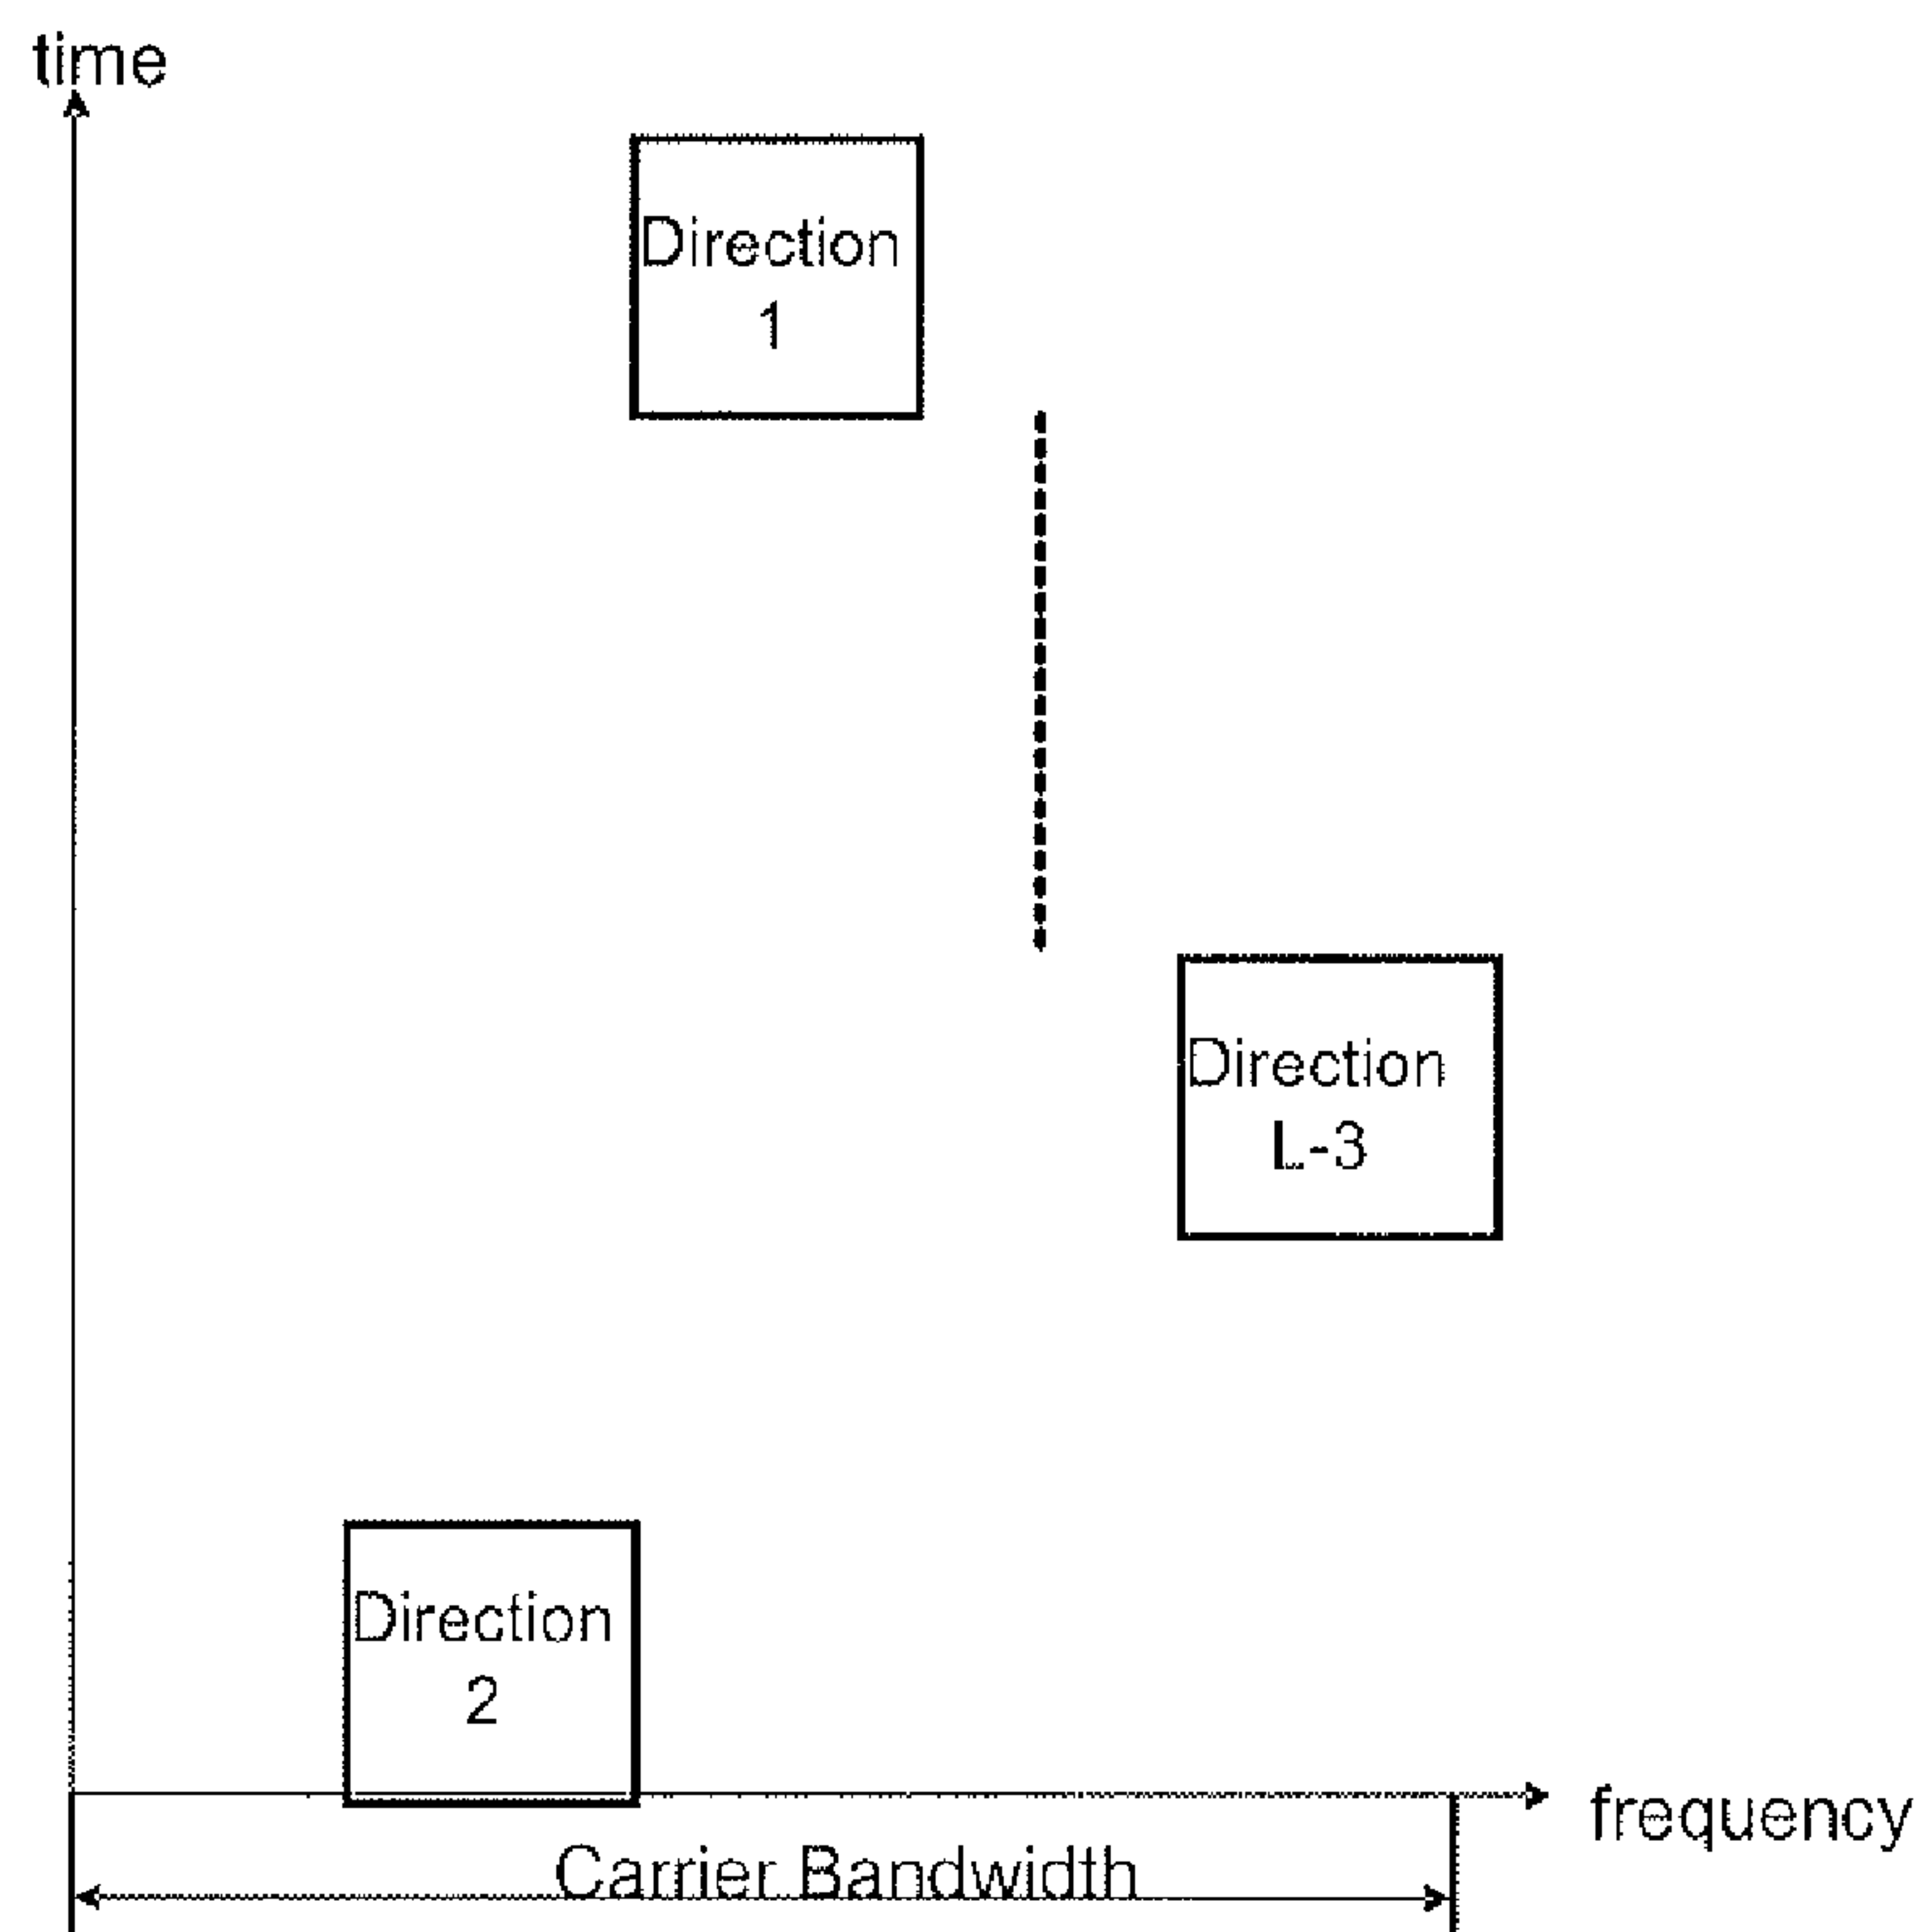 time
Direction
1
Direction
L-3
Direction
2
frequency
Carrier Bandwidth